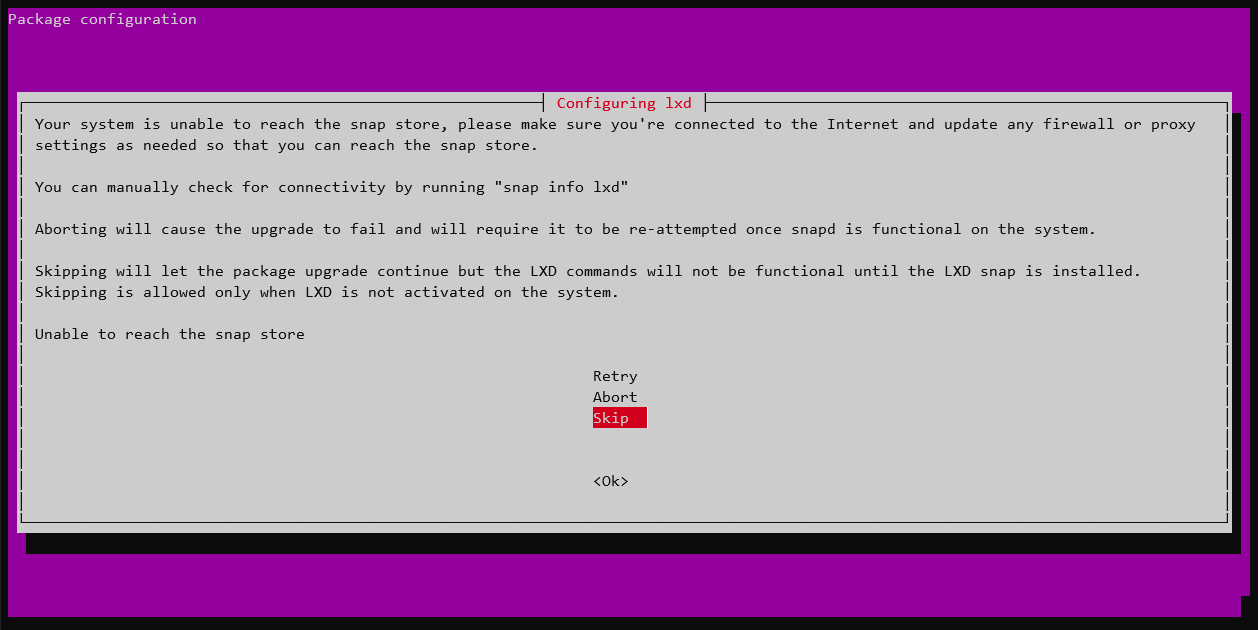 Package configuration
Configuring lxd
Your system is unable to reach the snap store, please make sure you're connected to the Internet and update any firewall or proxy
settings as needed so that you can reach the snap store.
You can manually check for connectivity by running "snap info lxd"
Aborting will cause the upgrade to fail and will require it to be re-attempted once snapd is functional on the system.
Skipping will let the package upgrade continue but the LXD commands will not be functional until the LXD snap is installed.
Skipping is allowed only when LXD is not activated on the system.
Unable to reach the snap store
Retry
Abort
Skip
<Ok>